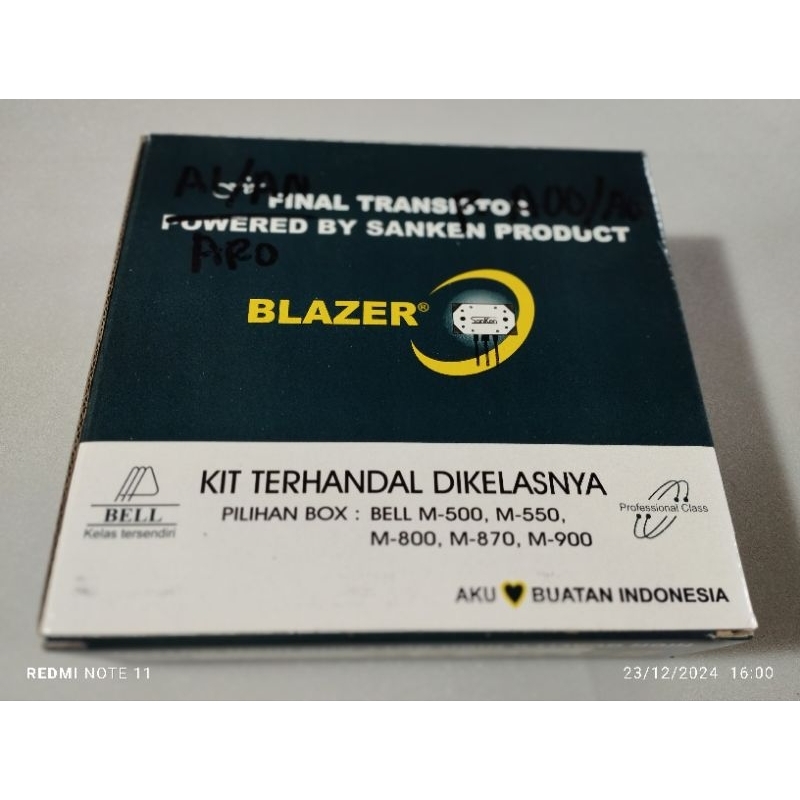 FINAL TRANSISTOR
POWERED BY SANKEN PRODUCT
ARO
BLAZER®
SanKen
KIT TERHANDAL DIKELASNYA
PILIHAN BOX : BELL M-500, M-550,
M-800, M-870, M-900
BELL
Kelas tersendiri
Professional Class
AKU BUATAN INDONESIA
REDMI NOTE 11
23/12/2024 16:00